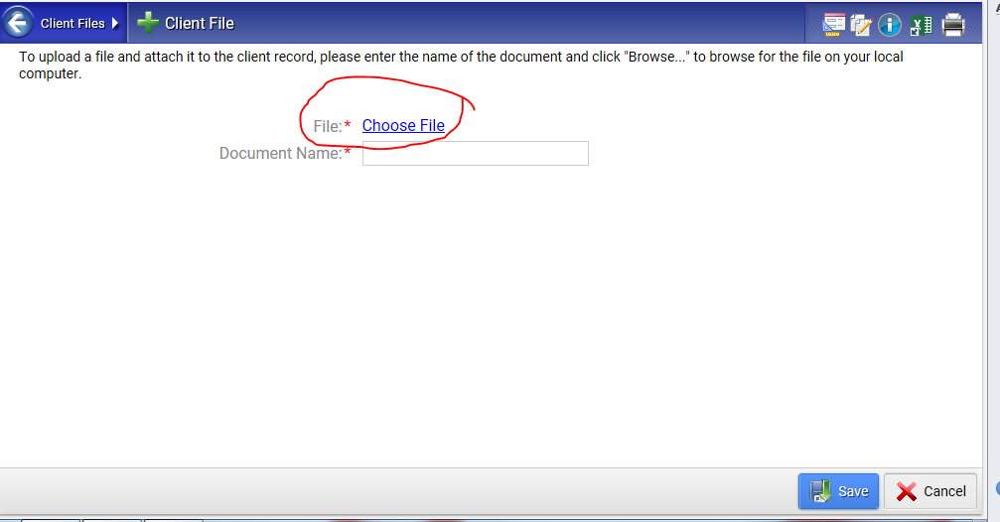 Client Files
Client File
To upload a file and attach it to the client record, please enter the name of the document and click "Browse..." to browse for the file on your local
computer.
File:* Choose File
Document Name:*
Save
Cancel